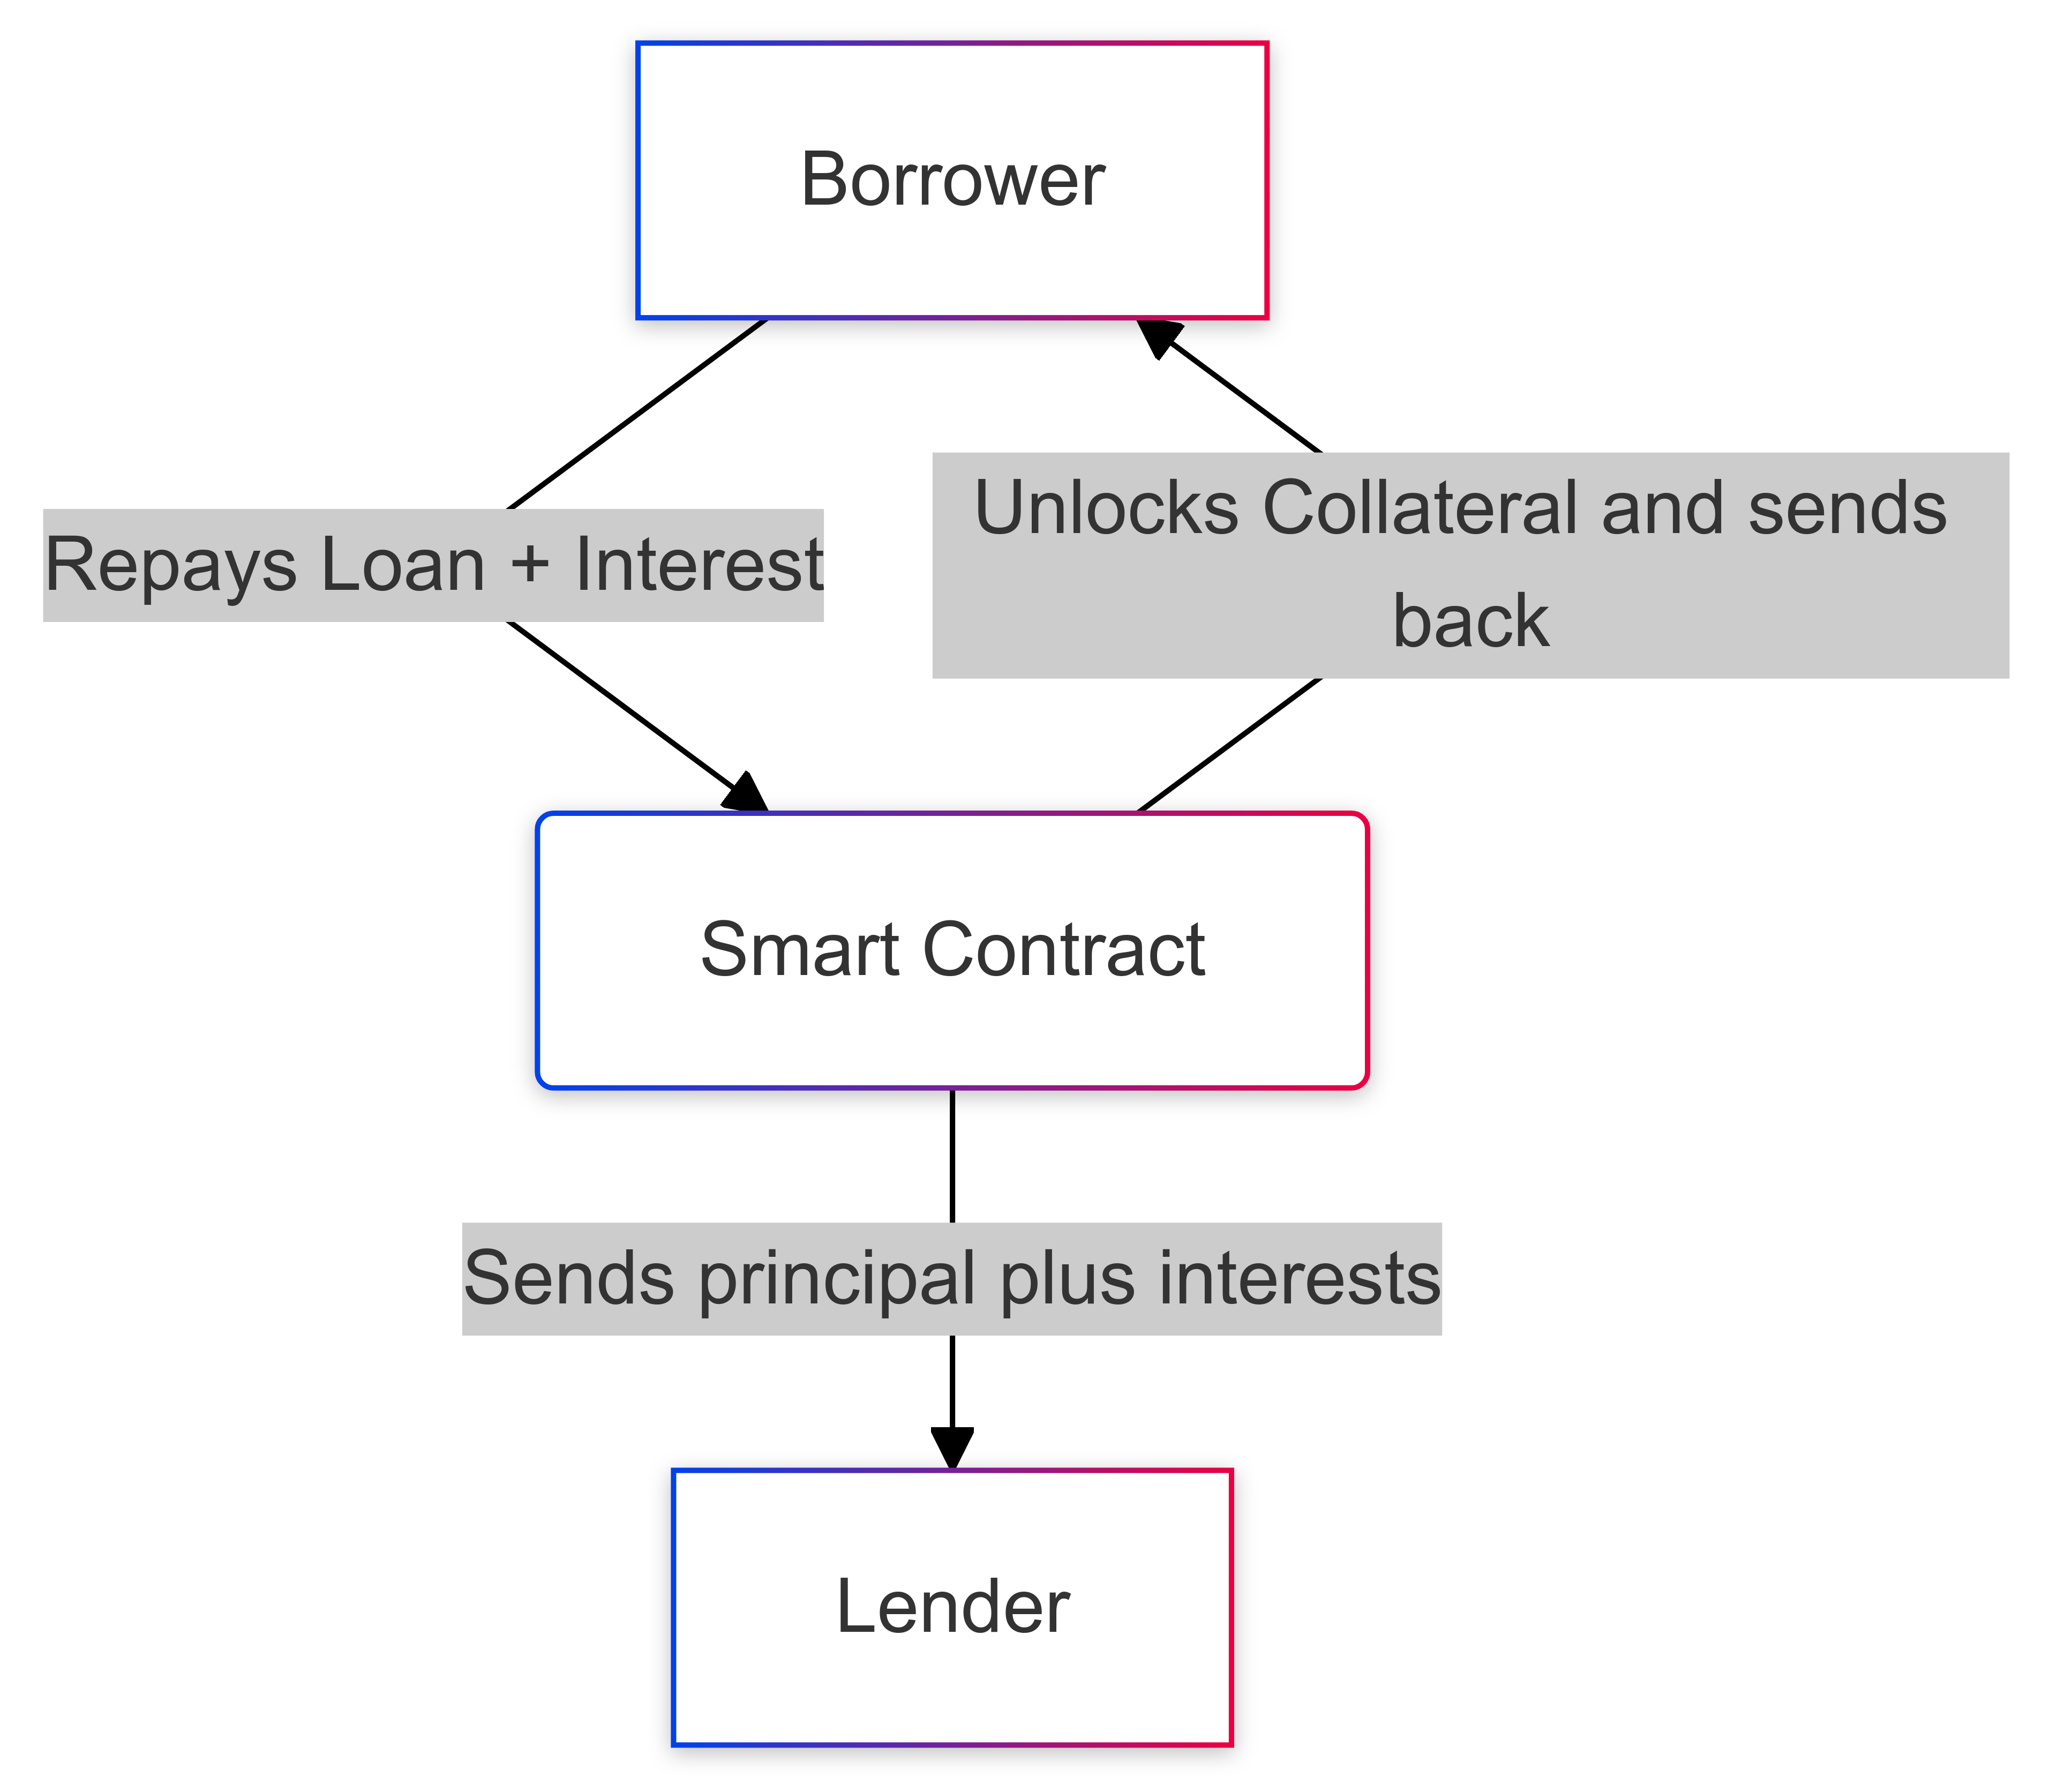 Borrower
Repays Loan + Interest
Unlocks Collateral and sends
back
Smart Contract
Sends principal plus interests
Lender